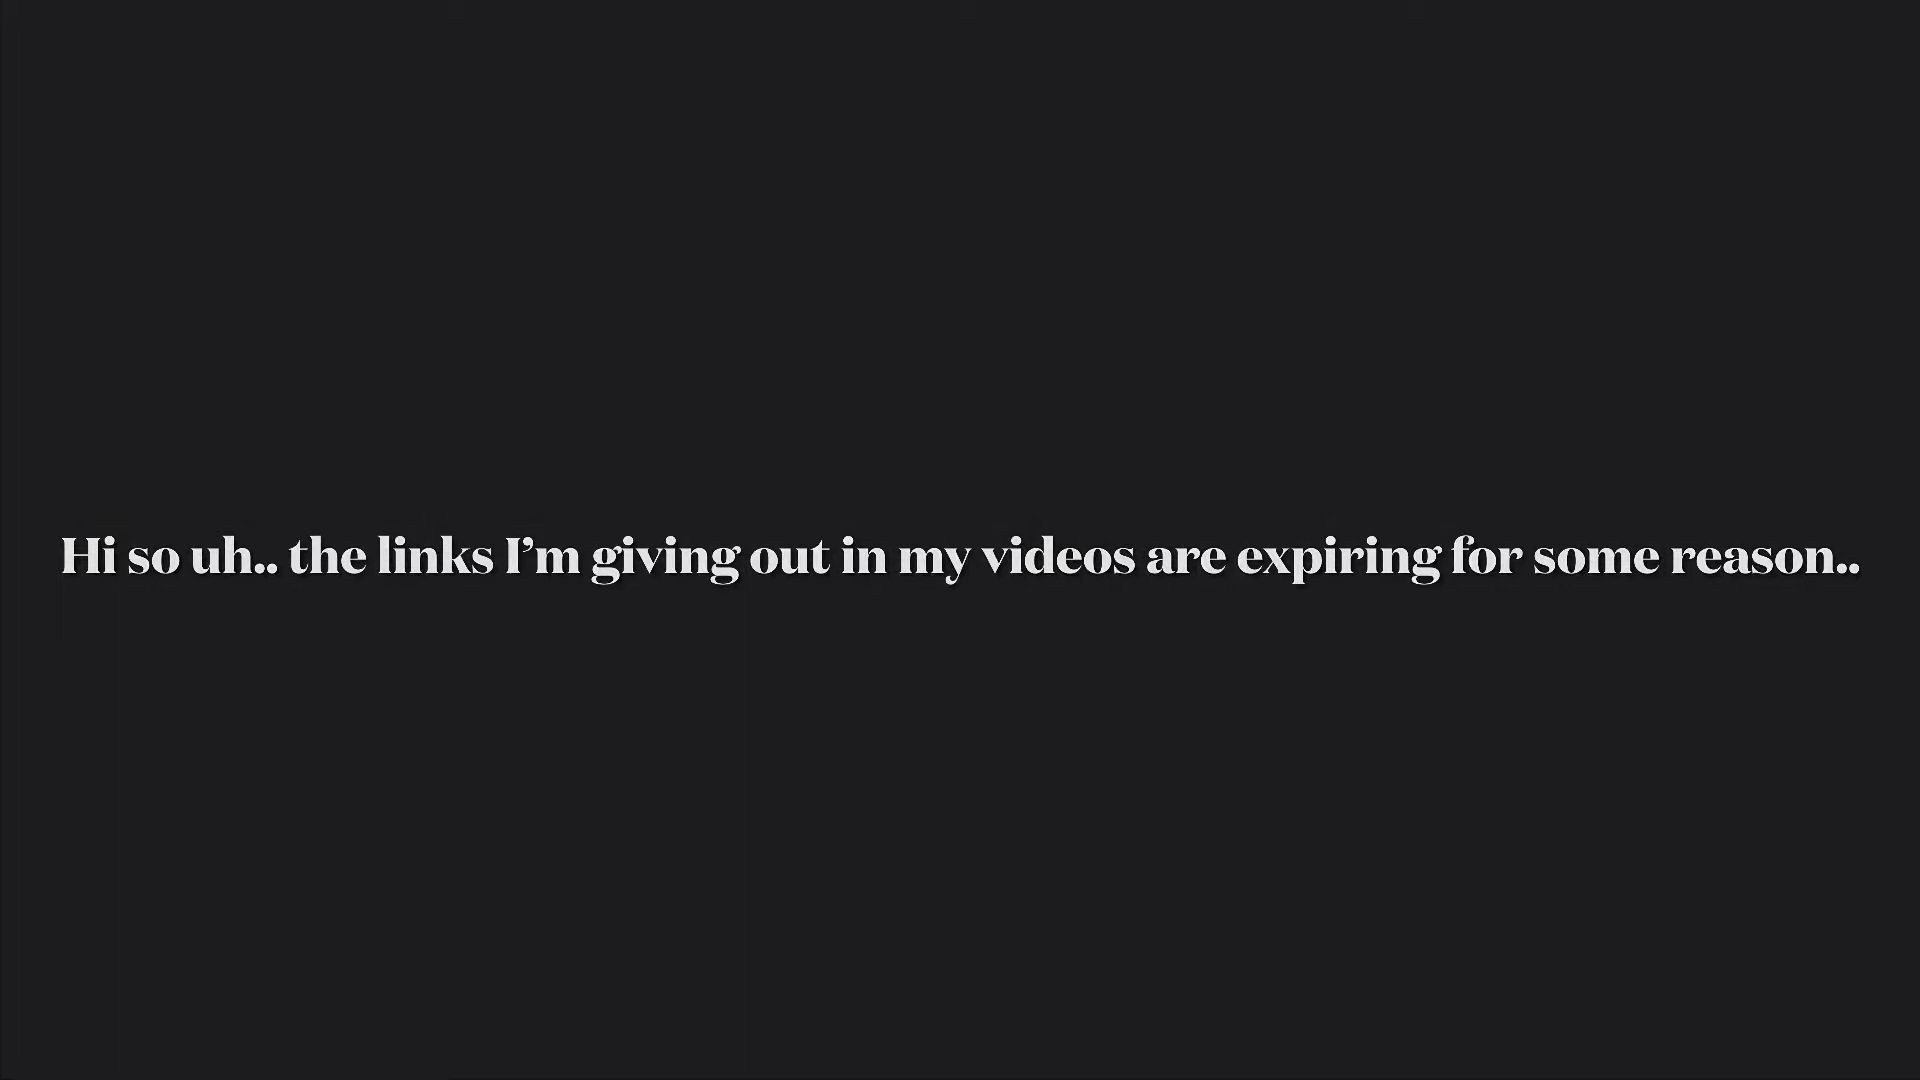 Hi so uh.. the links I’m giving out in my videos are expiring for some reason..